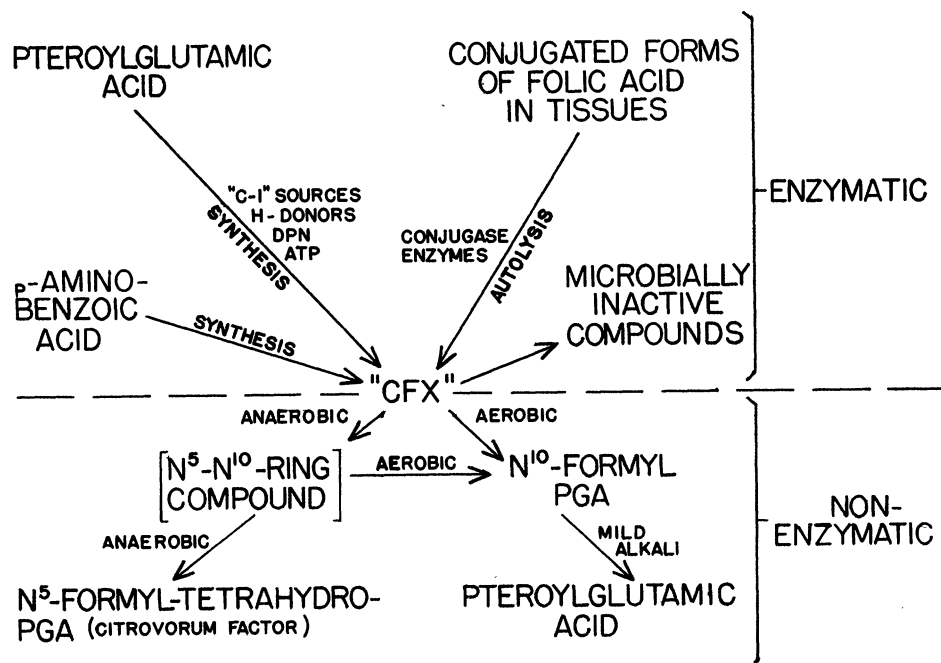 PTEROYLGLUTAMIC
ACID
CONJUGATED FORMS
OF FOLIC ACID
IN TISSUES
"C-1" SOURCES
H-DONORS
DPN
ATP
SYNTHESIS
CONJUGASE
ENZYMES
AUTOLYSIS
ENZYMATIC
p-AMINO-
BENZOIC
ACID
SYNTHESIS
MICROBIALLY
INACTIVE
COMPOUNDS
"CFX"
ANAEROBIC
AEROBIC
[N⁵-N¹⁰-RING
COMPOUND]
AEROBIC
N¹⁰-FORMYL
PGA
NON-
ENZYMATIC
ANAEROBIC
MILD
ALKALI
N⁵-FORMYL-TETRAHYDRO-
PGA (CITROVORUM FACTOR)
PTEROYLGLUTAMIC
ACID